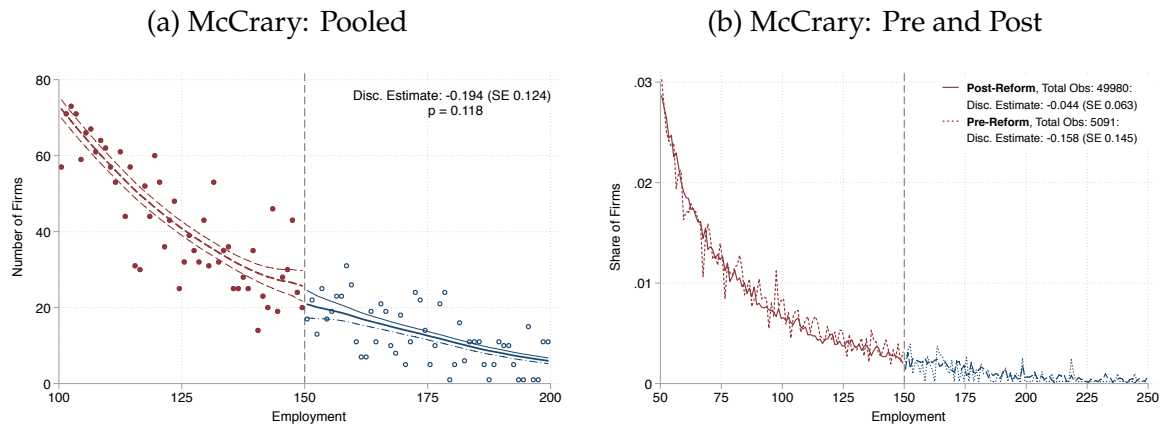 (a) McCrary: Pooled
80
60
40
20
0
Number of Firms
100
125
150
175
200
Employment
Disc. Estimate: -0.194 (SE 0.124)
p = 0.118
(b) McCrary: Pre and Post
.03
.02
.01
0
Share of Firms
50
75
100
125
150
175
200
225
250
Employment
Post-Reform, Total Obs: 49980:
Disc. Estimate: -0.044 (SE 0.063)
Pre-Reform, Total Obs: 5091:
Disc. Estimate: -0.158 (SE 0.145)